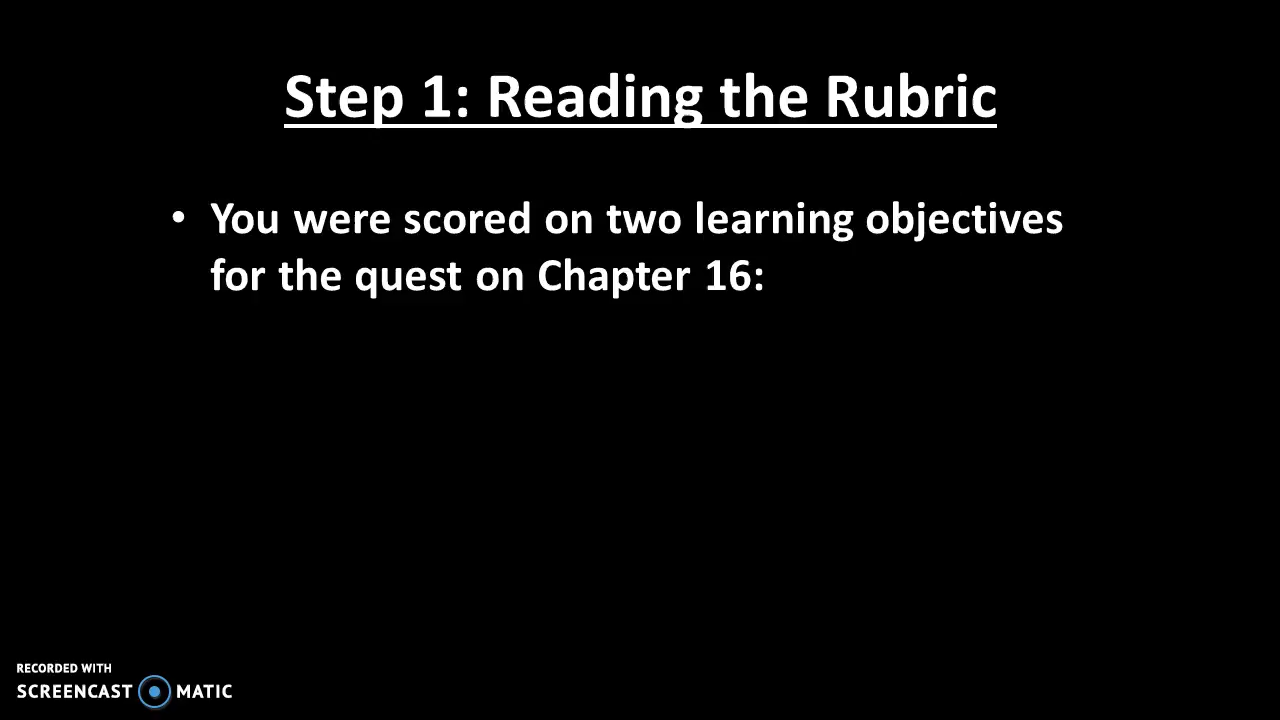 Step 1: Reading the Rubric
• You were scored on two learning objectives
for the quest on Chapter 16:
RECORDED WITH
SCREENCAST MATIC